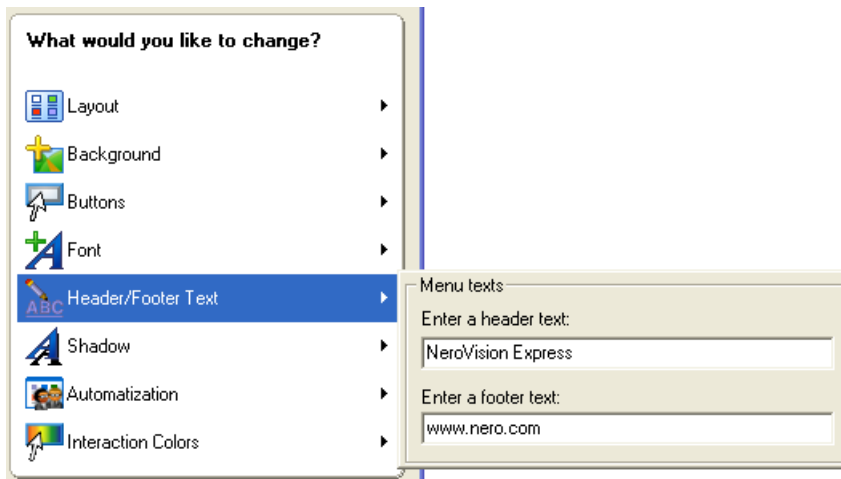 What would you like to change?
Layout
Background
Buttons
Font
ABC Header/Footer Text
Shadow
Automatization
Interaction Colors
Menu texts
Enter a header text:
NeroVision Express
Enter a footer text:
www.nero.com